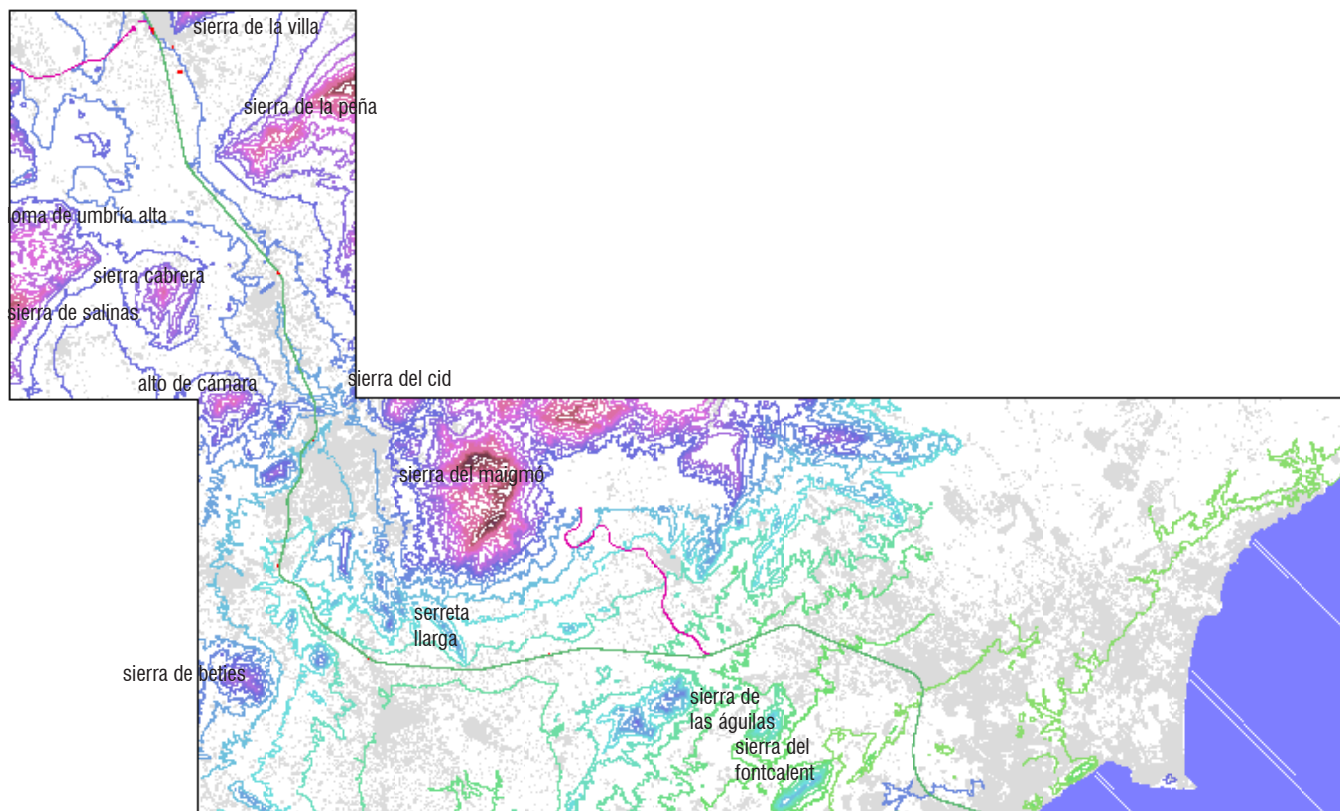 sierra de la villa
sierra de la peña
loma de umbría alta
sierra cabrera
sierra de salinas
alto de cámara
sierra del cid
sierra del maigmó
serreta
llarga
sierra de beties
sierra de
las águilas
sierra del
fontcalent